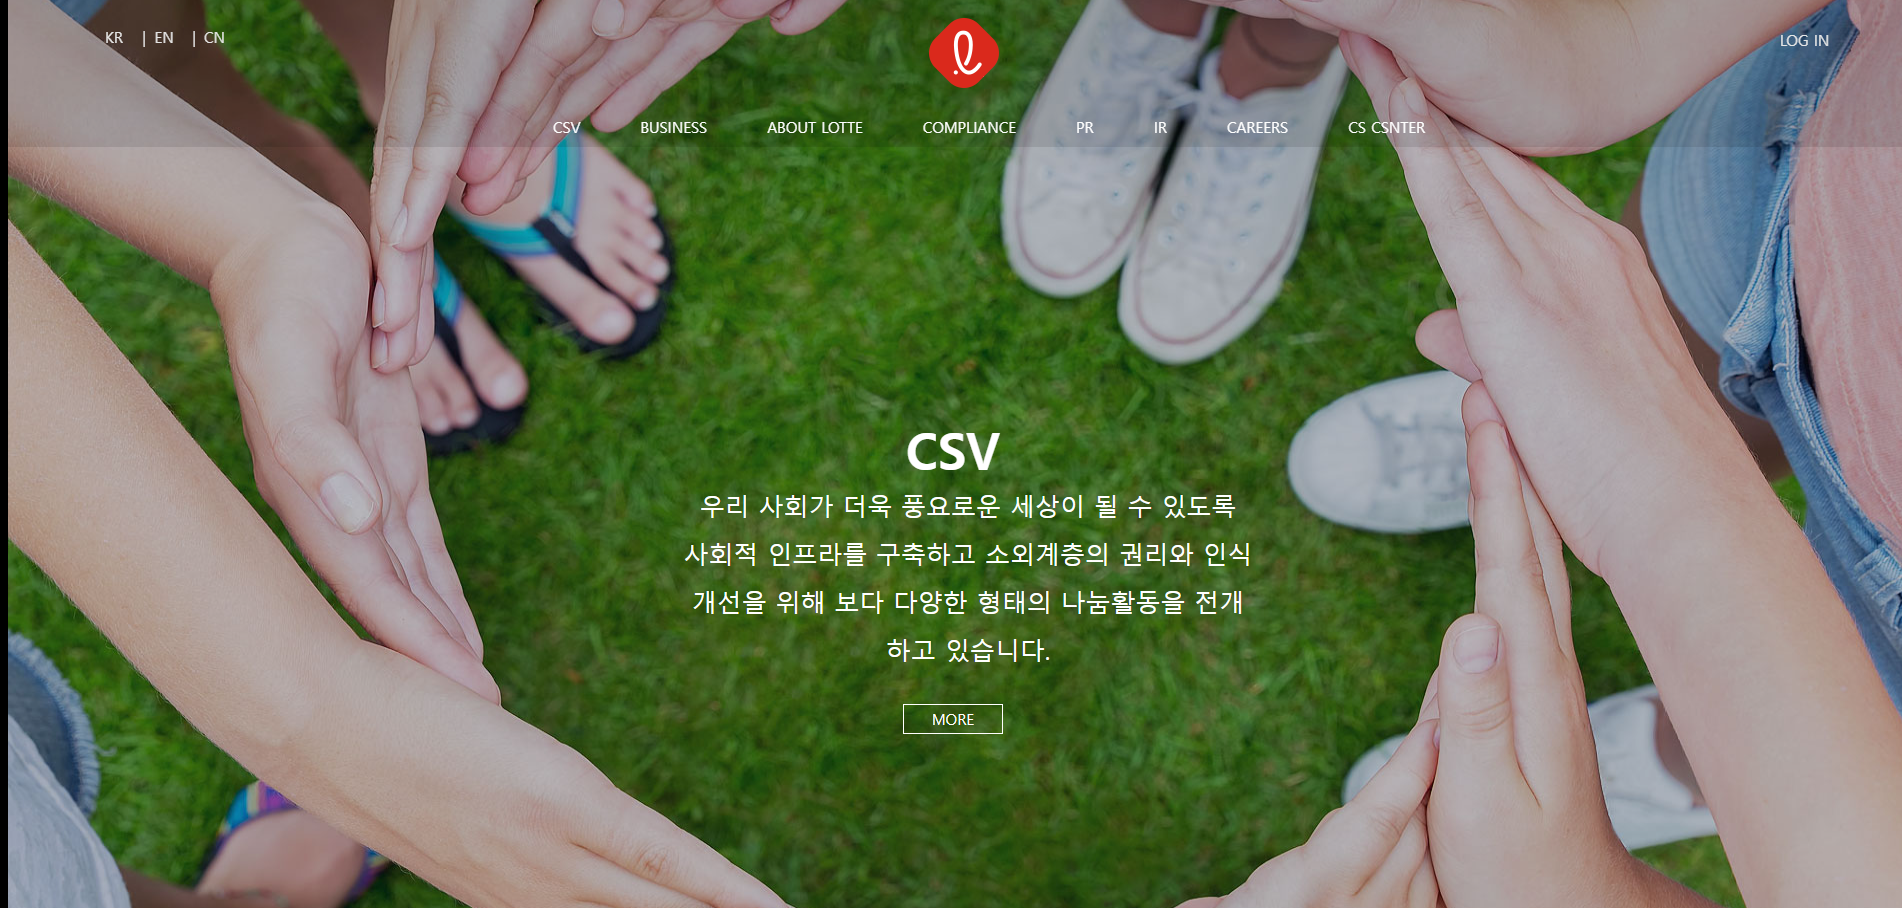 KR | EN | CN
LOG IN
CSV BUSINESS ABOUT LOTTE COMPLIANCE PR IR CAREERS CS CSNTER
CSV
우리 사회가 더욱 풍요로운 세상이 될 수 있도록
사회적 인프라를 구축하고 소외계층의 권리와 인식
개선을 위해 보다 다양한 형태의 나눔활동을 전개
하고 있습니다.
MORE